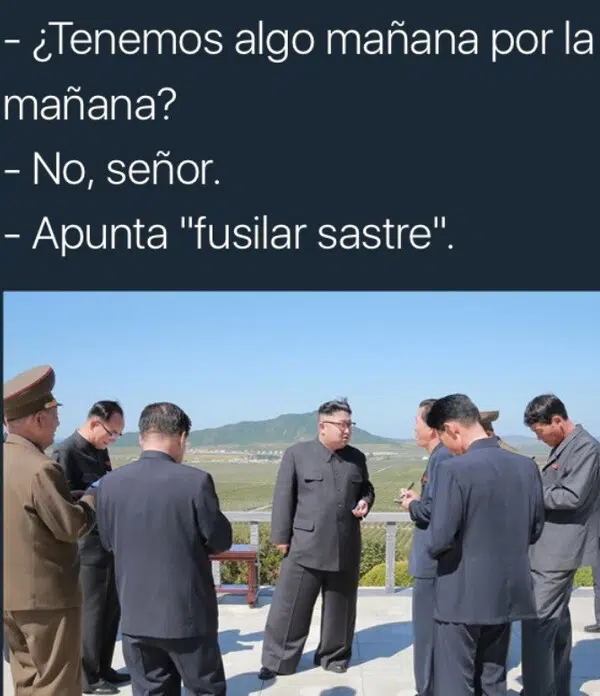 - ¿Tenemos algo mañana por la
mañana?
- No, señor.
- Apunta "fusilar sastre".